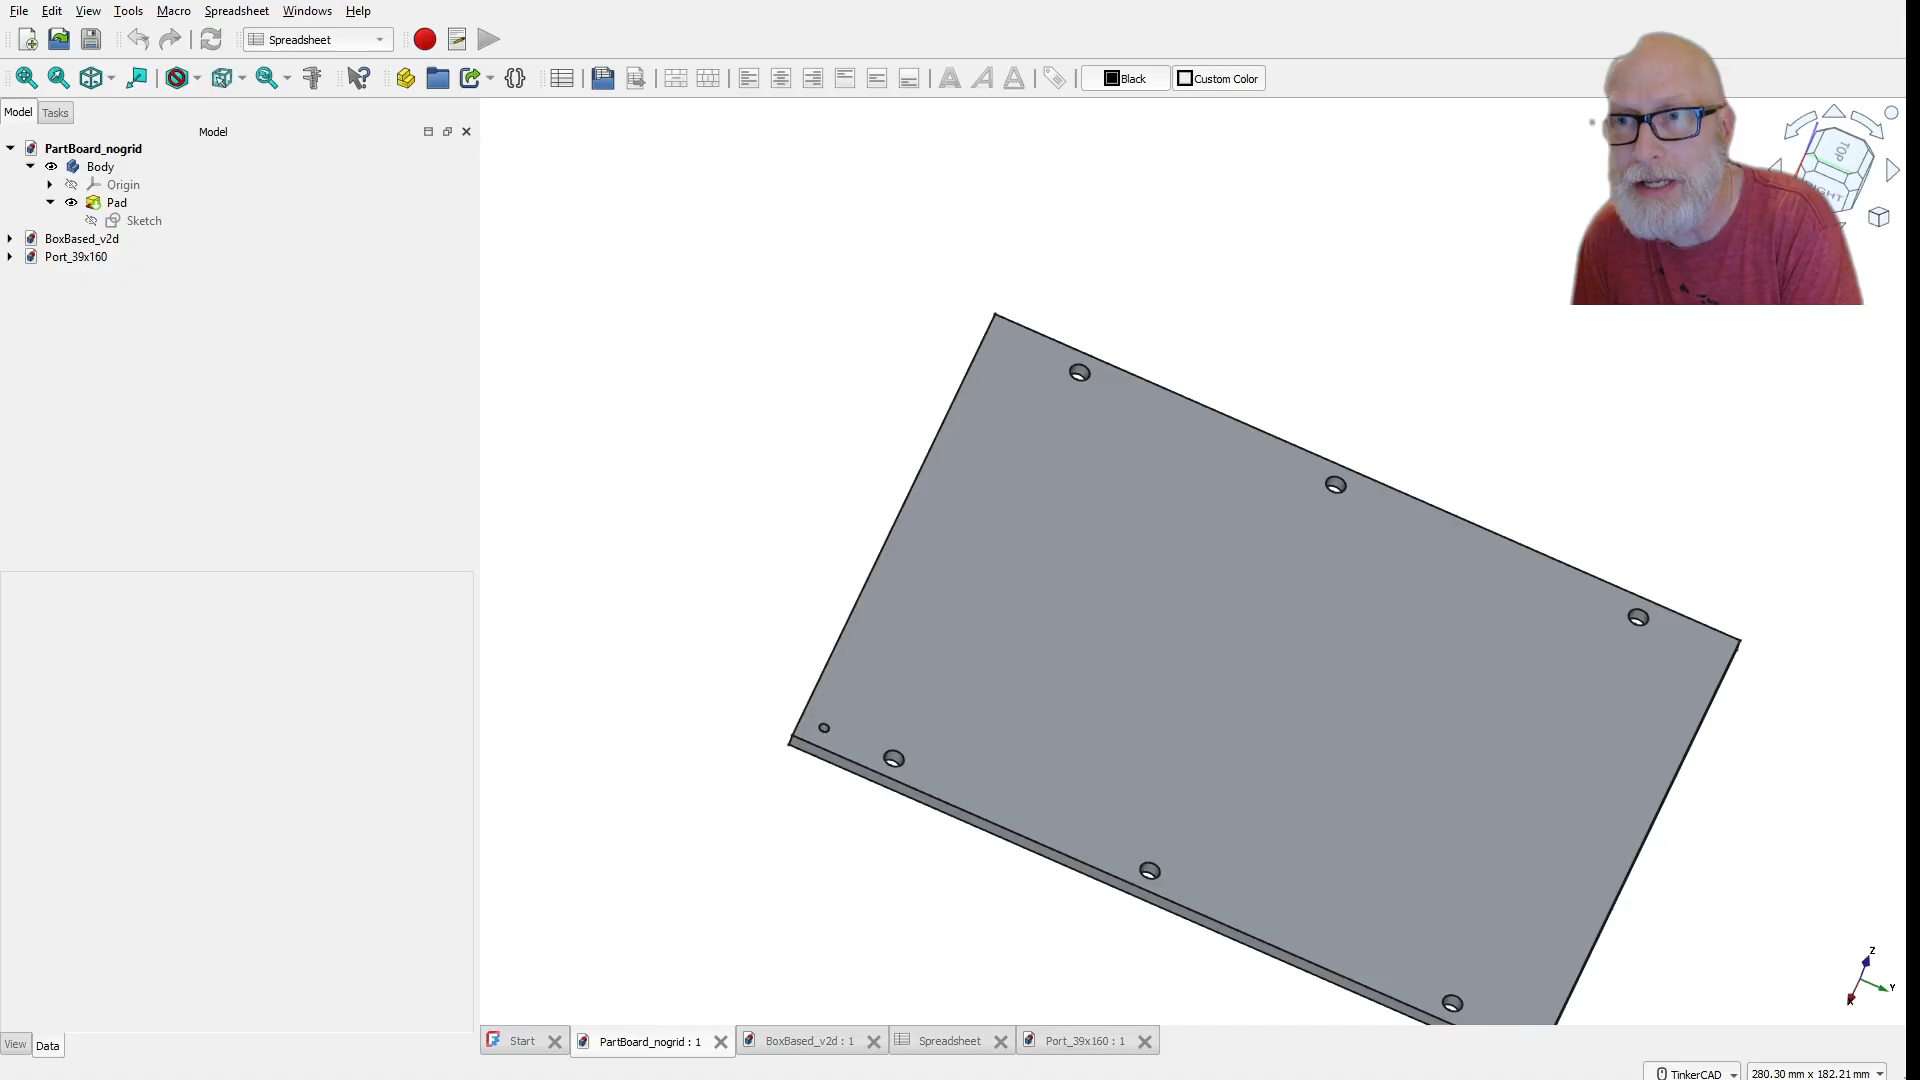 File Edit View Tools Macro Spreadsheet Windows Help
Spreadsheet
Black Custom Color
Model Tasks
Model
PartBoard_nogrid
Body
Origin
Pad
Sketch
BoxBased_v2d
Port_39x160
TOP
RIGHT
Z
Y
X
View Data
Start PartBoard_nogrid : 1 BoxBased_v2d : 1 Spreadsheet Port_39x160 : 1
TinkerCAD 280.30 mm x 182.21 mm